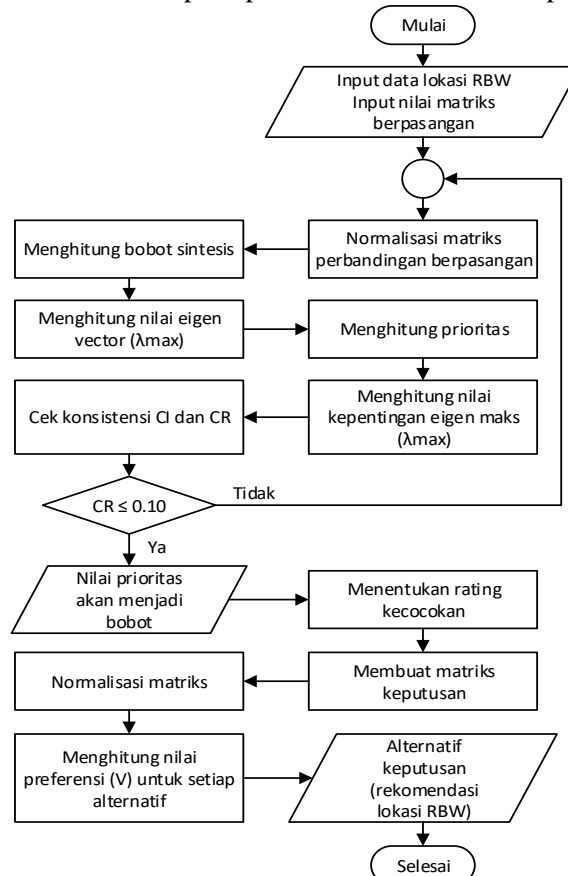 Mulai
Input data lokasi RBW
Input nilai matriks
berpasangan
Normalisasi matriks
perbandingan berpasangan
Menghitung bobot sintesis
Menghitung nilai eigen
vector (λmax)
Menghitung prioritas
Menghitung nilai
kepentingan eigen maks
(λmax)
Cek konsistensi CI dan CR
CR ≤ 0.10
Tidak
Ya
Nilai prioritas
akan menjadi
bobot
Menentukan rating
kecocokan
Membuat matriks
keputusan
Normalisasi matriks
Menghitung nilai
preferensi (V) untuk setiap
alternatif
Alternatif
keputusan
(rekomendasi
lokasi RBW)
Selesai